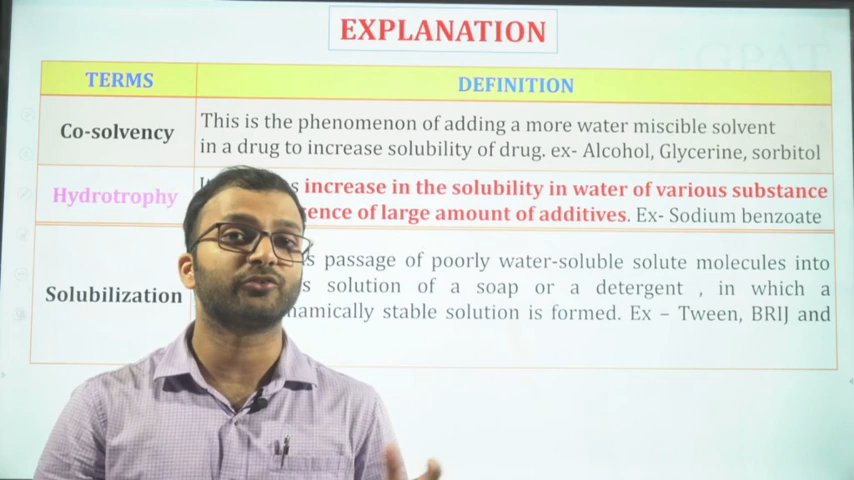 EXPLANATION
GPAT
TERMS
DEFINITION
Co-solvency
This is the phenomenon of adding a more water miscible solvent
in a drug to increase solubility of drug. ex- Alcohol, Glycerine, sorbitol
Hydrotrophy
increase in the solubility in water of various substance
of large amount of additives. Ex- Sodium benzoate
Solubilization
passage of poorly water-soluble solute molecules into
solution of a soap or a detergent , in which a
stable solution is formed. Ex – Tween, BRIJ and